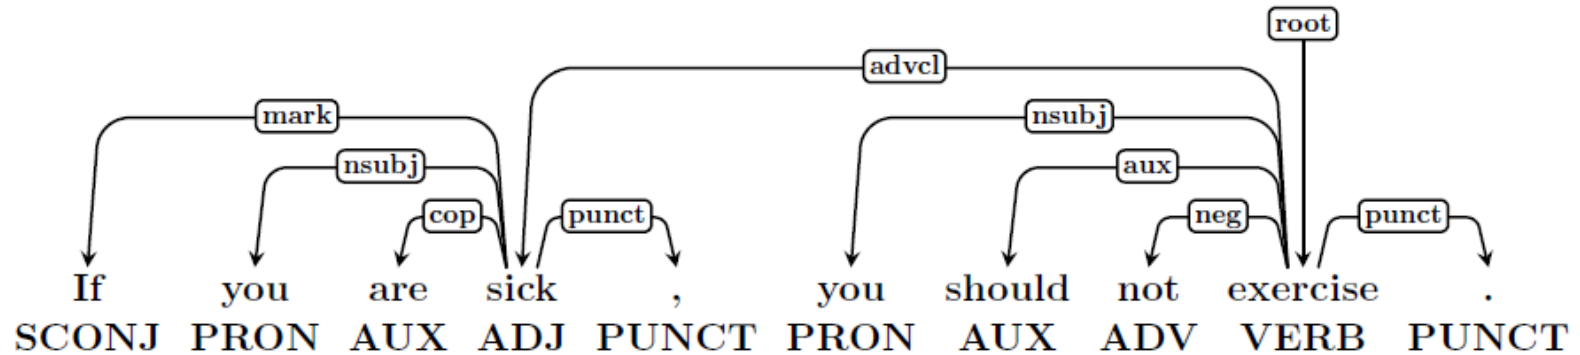 root
advcl
mark nsubj
nsubj aux
cop punct neg punct
If you are sick , you should not exercise .
SCONJ PRON AUX ADJ PUNCT PRON AUX ADV VERB PUNCT